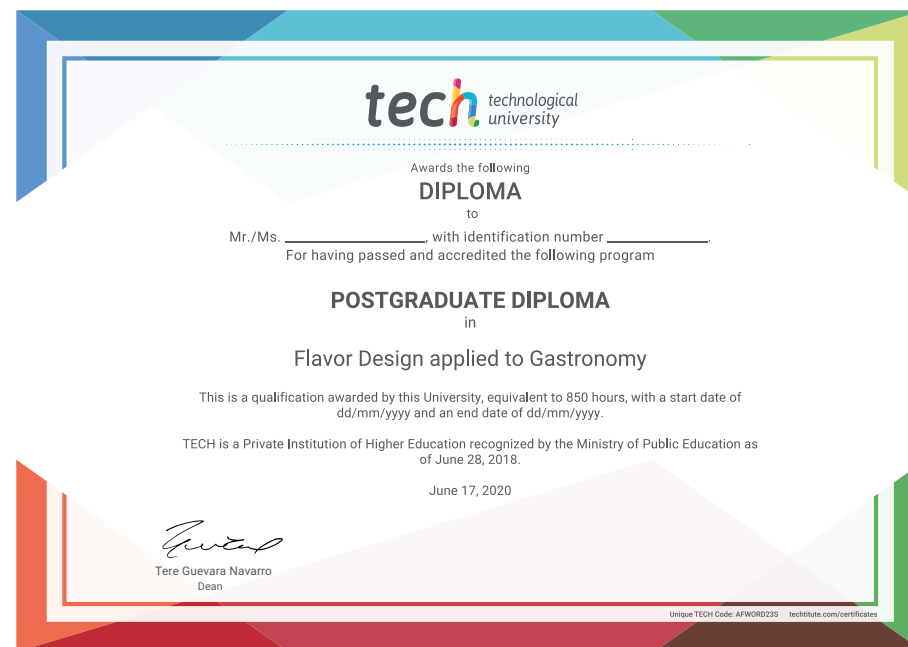 tech technological
university
Awards the following
DIPLOMA
to
Mr./Ms. ____________________, with identification number ______________.
For having passed and accredited the following program
POSTGRADUATE DIPLOMA
in
Flavor Design applied to Gastronomy
This is a qualification awarded by this University, equivalent to 850 hours, with a start date of
dd/mm/yyyy and an end date of dd/mm/yyyy.
TECH is a Private Institution of Higher Education recognized by the Ministry of Public Education as
of June 28, 2018.
June 17, 2020
Tere Guevara Navarro
Dean
Unique TECH Code: AFWORD23S techtitute.com/certificates